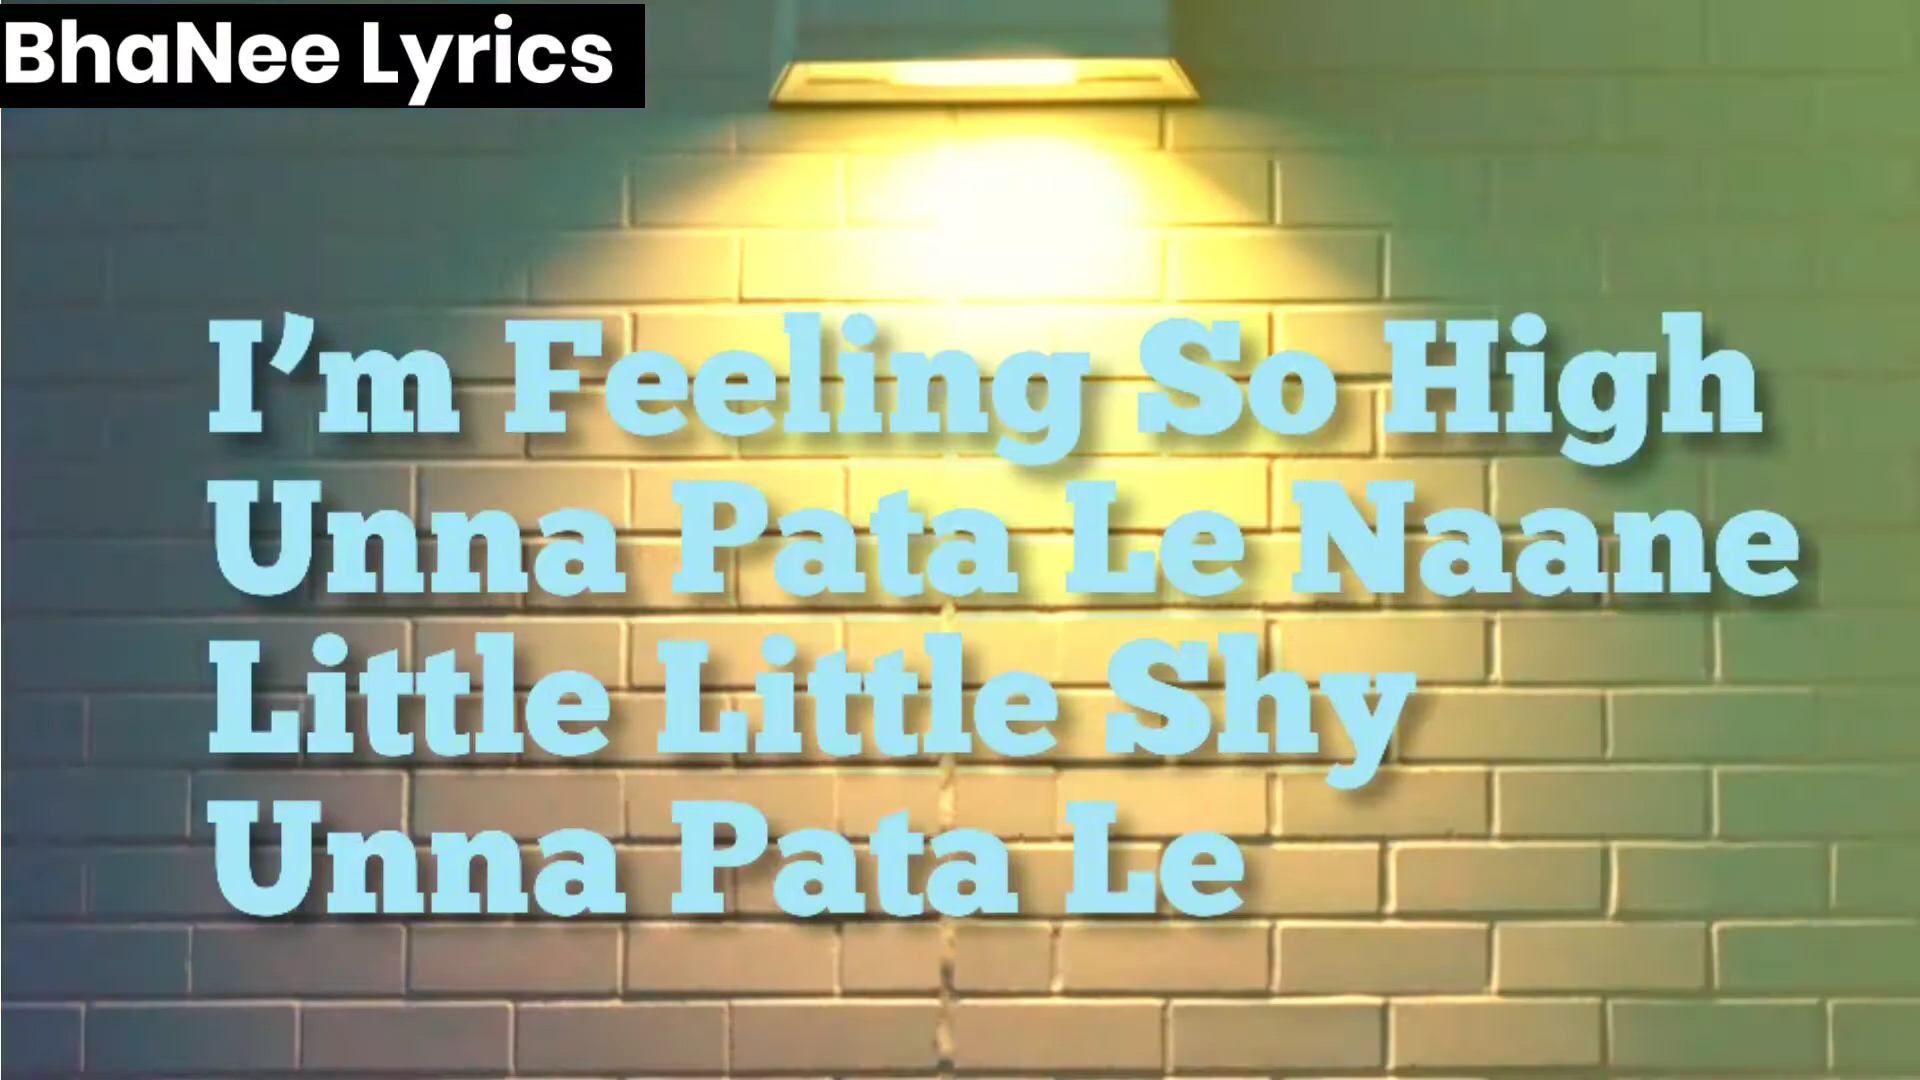 BhaNee Lyrics
I’m Feeling So High
Unna Pata Le Naane
Little Little Shy
Unna Pata Le